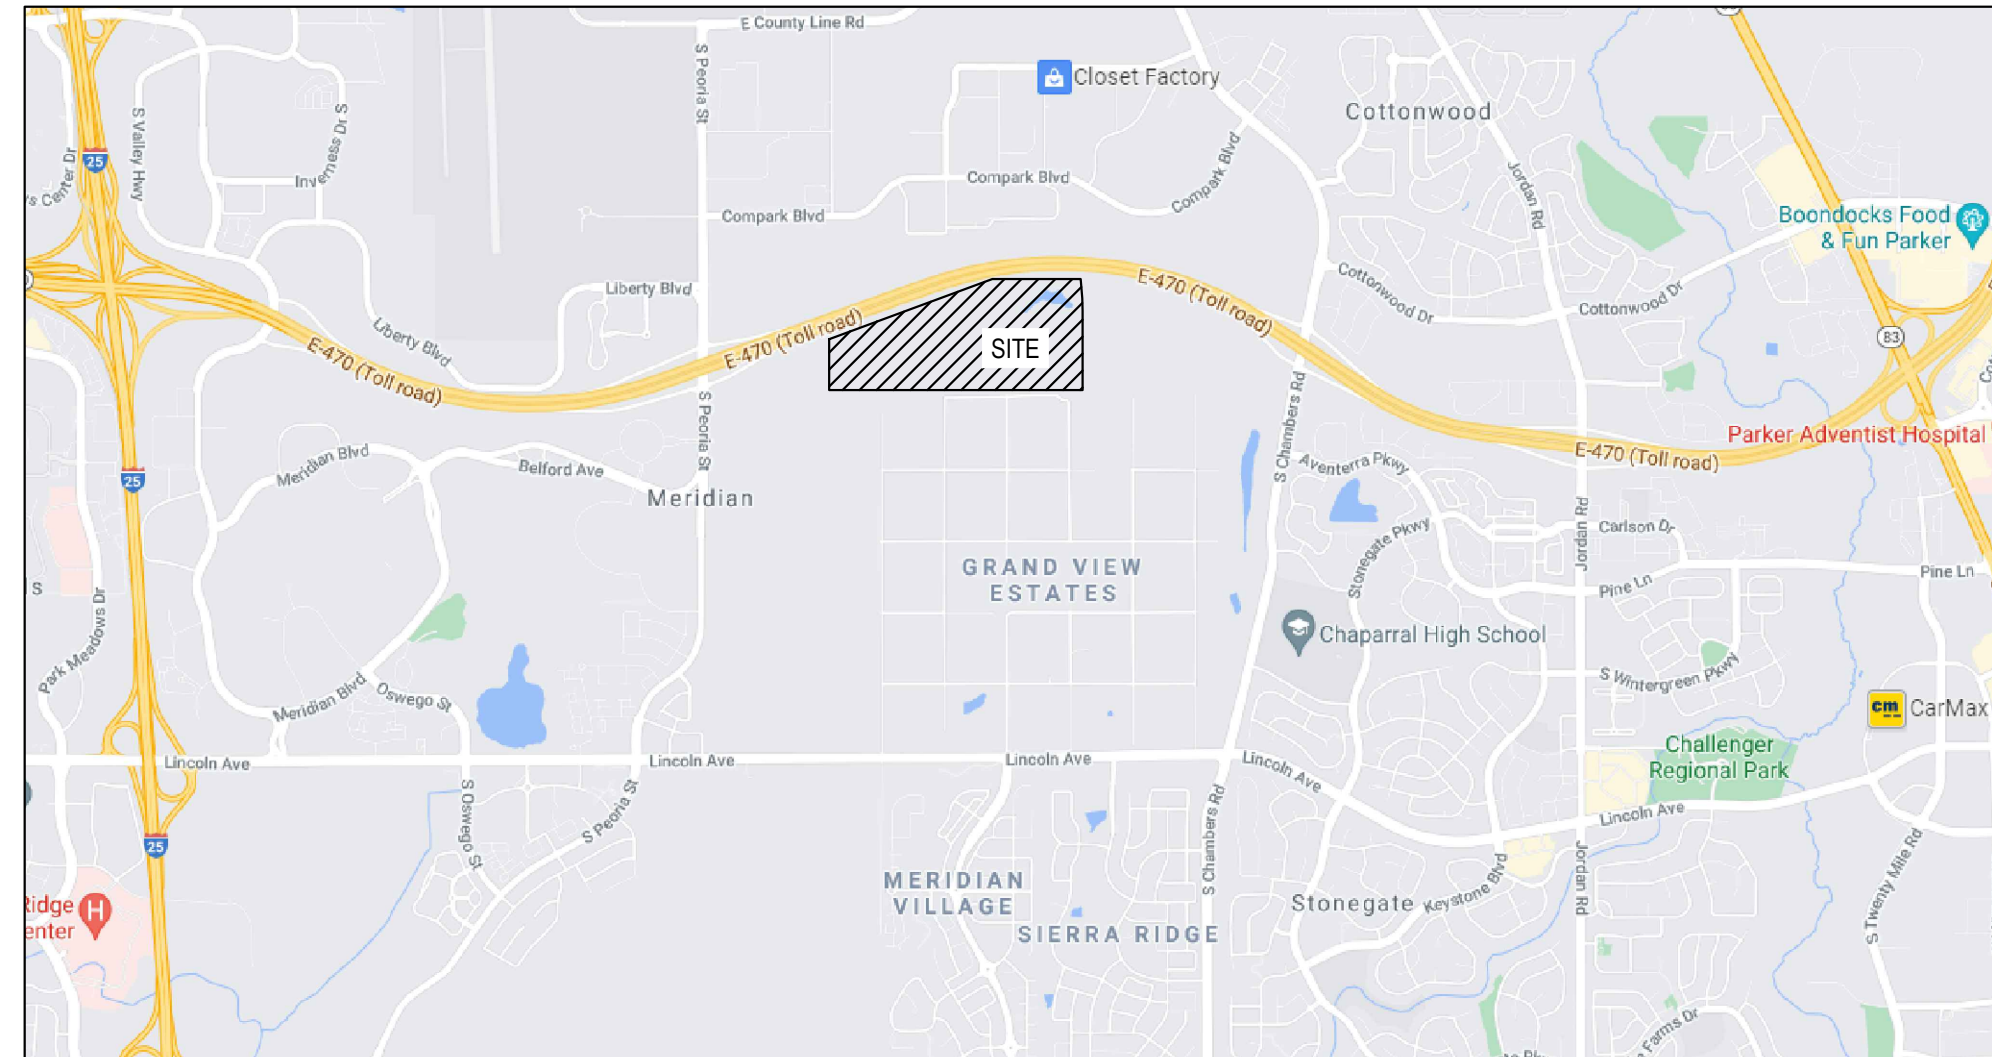 E County Line Rd
S Peoria St
Closet Factory
Cottonwood
S Valley Hwy
Inverness Dr S
25
Compark Blvd
Compark Blvd
Compark Blvd
Jordan Rd
Boondocks Food
& Fun Parker
Liberty Blvd
Liberty Blvd
E-470 (Toll road)
E-470 (Toll road)
E-470 (Toll road)
SITE
Cottonwood Dr
Cottonwood Dr
83
S Peoria St
S Chambers Rd
Parker Adventist Hospital
E-470 (Toll road)
25
Meridian Blvd
Belford Ave
Meridian
Aventerra Pkwy
Stonegate Pkwy
Jordan Rd
Carlson Dr
Pine Ln
Pine Ln
GRAND VIEW
ESTATES
S
Chaparral High School
Park Meadows Dr
Meridian Blvd
Oswego St
S Wintergreen Pkwy
cm
CarMax
Challenger
Regional Park
Lincoln Ave
Lincoln Ave
Lincoln Ave
Lincoln Ave
Lincoln Ave
S Oswego St
S Peoria St
S Chambers Rd
25
MERIDIAN
VILLAGE
SIERRA RIDGE
Stonegate
Keystone Blvd
Jordan Rd
S Twenty Mile Rd
Ridge
enter
H
Farms Dr